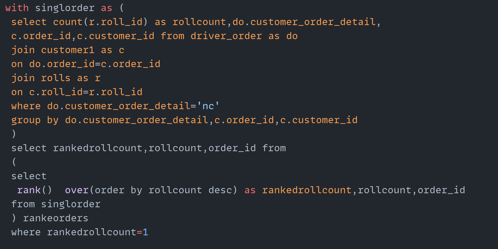 with singlorder as (
select count(r.roll_id) as rollcount,do.customer_order_detail,
c.order_id,c.customer_id from driver_order as do
join customer1 as c
on do.order_id=c.order_id
join rolls as r
on c.roll_id=r.roll_id
where do.customer_order_detail='nc'
group by do.customer_order_detail,c.order_id,c.customer_id
)
select rankedrollcount,rollcount,order_id from
(
select
rank()  over(order by rollcount desc) as rankedrollcount,rollcount,order_id
from singlorder
) rankeorders
where rankedrollcount=1